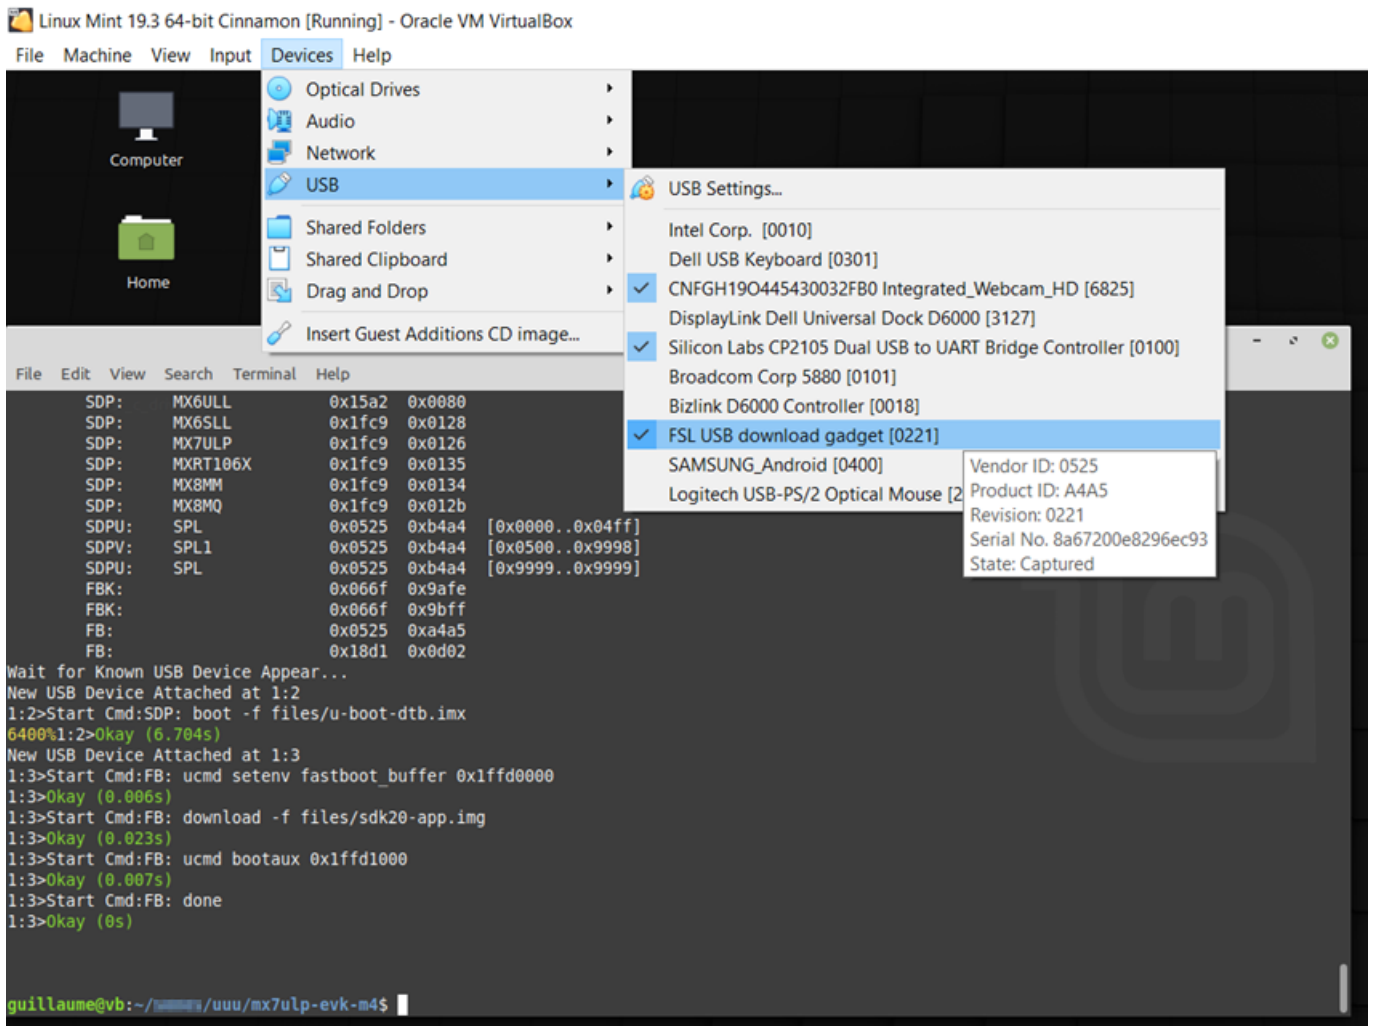 Linux Mint 19.3 64-bit Cinnamon [Running] - Oracle VM VirtualBox
File Machine View Input Devices Help
Optical Drives
Audio
Network
USB
Shared Folders
Shared Clipboard
Drag and Drop
Insert Guest Additions CD image...
Computer
Home
USB Settings...
Intel Corp. [0010]
Dell USB Keyboard [0301]
CNFGH19O445430032FB0 Integrated_Webcam_HD [6825]
DisplayLink Dell Universal Dock D6000 [3127]
Silicon Labs CP2105 Dual USB to UART Bridge Controller [0100]
Broadcom Corp 5880 [0101]
Bizlink D6000 Controller [0018]
FSL USB download gadget [0221]
SAMSUNG_Android [0400]
Logitech USB-PS/2 Optical Mouse [2
Vendor ID: 0525
Product ID: A4A5
Revision: 0221
Serial No. 8a67200e8296ec93
State: Captured
File Edit View Search Terminal Help
SDP: MX6ULL 0x15a2 0x0080
SDP: MX6SLL 0x1fc9 0x0128
SDP: MX7ULP 0x1fc9 0x0126
SDP: MXRT106X 0x1fc9 0x0135
SDP: MX8MM 0x1fc9 0x0134
SDP: MX8MQ 0x1fc9 0x012b
SDPU: SPL 0x0525 0xb4a4 [0x0000..0x04ff]
SDPV: SPL1 0x0525 0xb4a4 [0x0500..0x9998]
SDPU: SPL 0x0525 0xb4a4 [0x9999..0x9999]
FBK: 0x066f 0x9afe
FBK: 0x066f 0x9bff
FB: 0x0525 0xa4a5
FB: 0x18d1 0x0d02
Wait for Known USB Device Appear...
New USB Device Attached at 1:2
1:2>Start Cmd:SDP: boot -f files/u-boot-dtb.imx
6400%1:2>Okay (6.704s)
New USB Device Attached at 1:3
1:3>Start Cmd:FB: ucmd setenv fastboot_buffer 0x1ffd0000
1:3>Okay (0.006s)
1:3>Start Cmd:FB: download -f files/sdk20-app.img
1:3>Okay (0.023s)
1:3>Start Cmd:FB: ucmd bootaux 0x1ffd1000
1:3>Okay (0.007s)
1:3>Start Cmd:FB: done
1:3>Okay (0s)
guillaume@vb:~/ /uuu/mx7ulp-evk-m4$